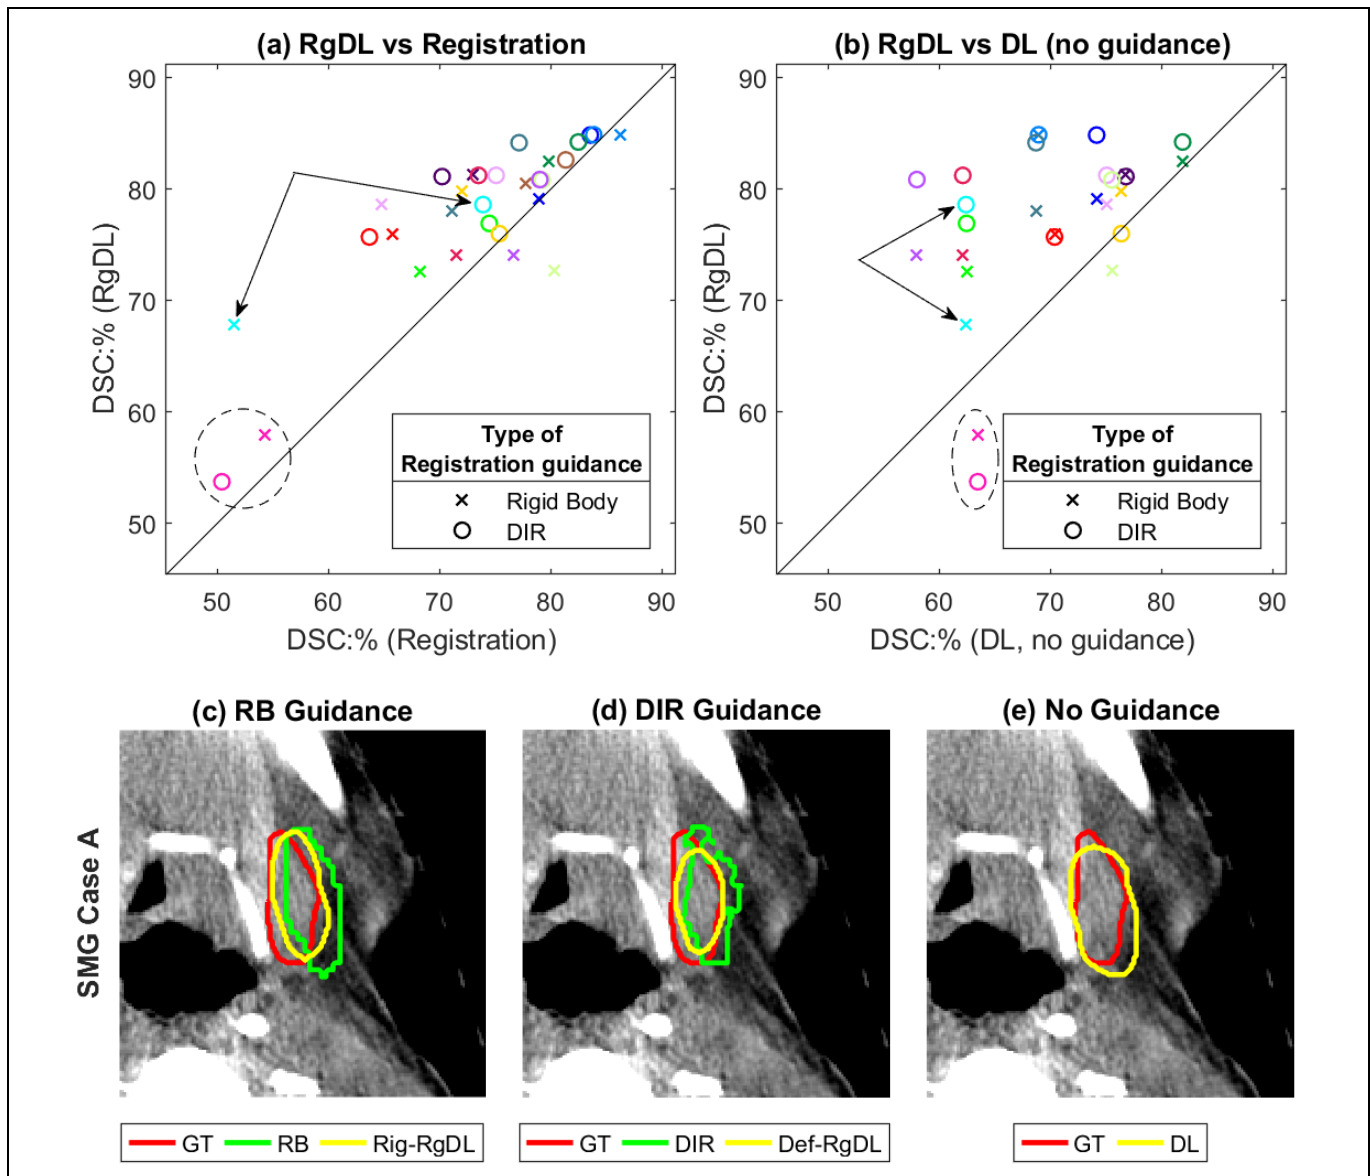 (a) RgDL vs Registration
90
80
70
60
50
DSC:% (RgDL)
Type of
Registration guidance
Rigid Body
DIR
50 60 70 80 90
DSC:% (Registration)
(b) RgDL vs DL (no guidance)
90
80
70
60
50
DSC:% (RgDL)
Type of
Registration guidance
Rigid Body
DIR
50 60 70 80 90
DSC:% (DL, no guidance)
SMG Case A
(c) RB Guidance
GT RB Rig-RgDL
(d) DIR Guidance
GT DIR Def-RgDL
(e) No Guidance
GT DL